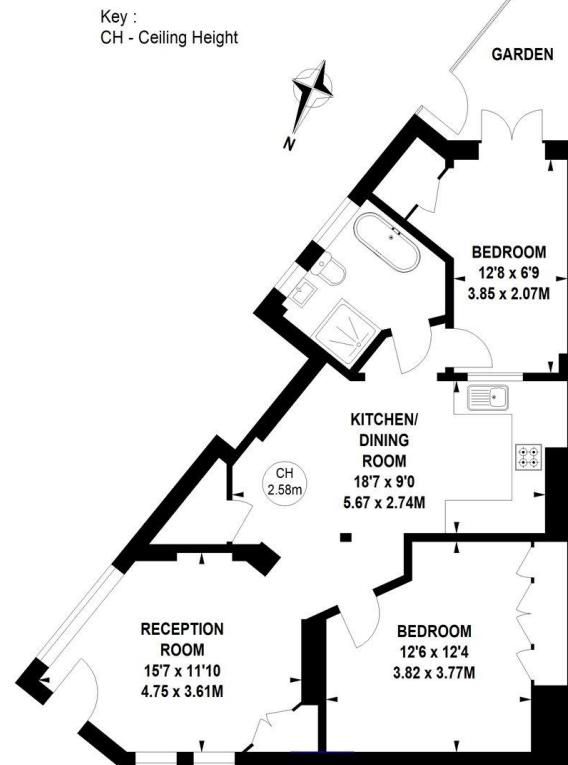 Key :
CH - Ceiling Height
N
GARDEN
BEDROOM
12'8 x 6'9
3.85 x 2.07M
KITCHEN/
DINING
ROOM
18'7 x 9'0
5.67 x 2.74M
CH
2.58m
RECEPTION
ROOM
15'7 x 11'10
4.75 x 3.61M
BEDROOM
12'6 x 12'4
3.82 x 3.77M